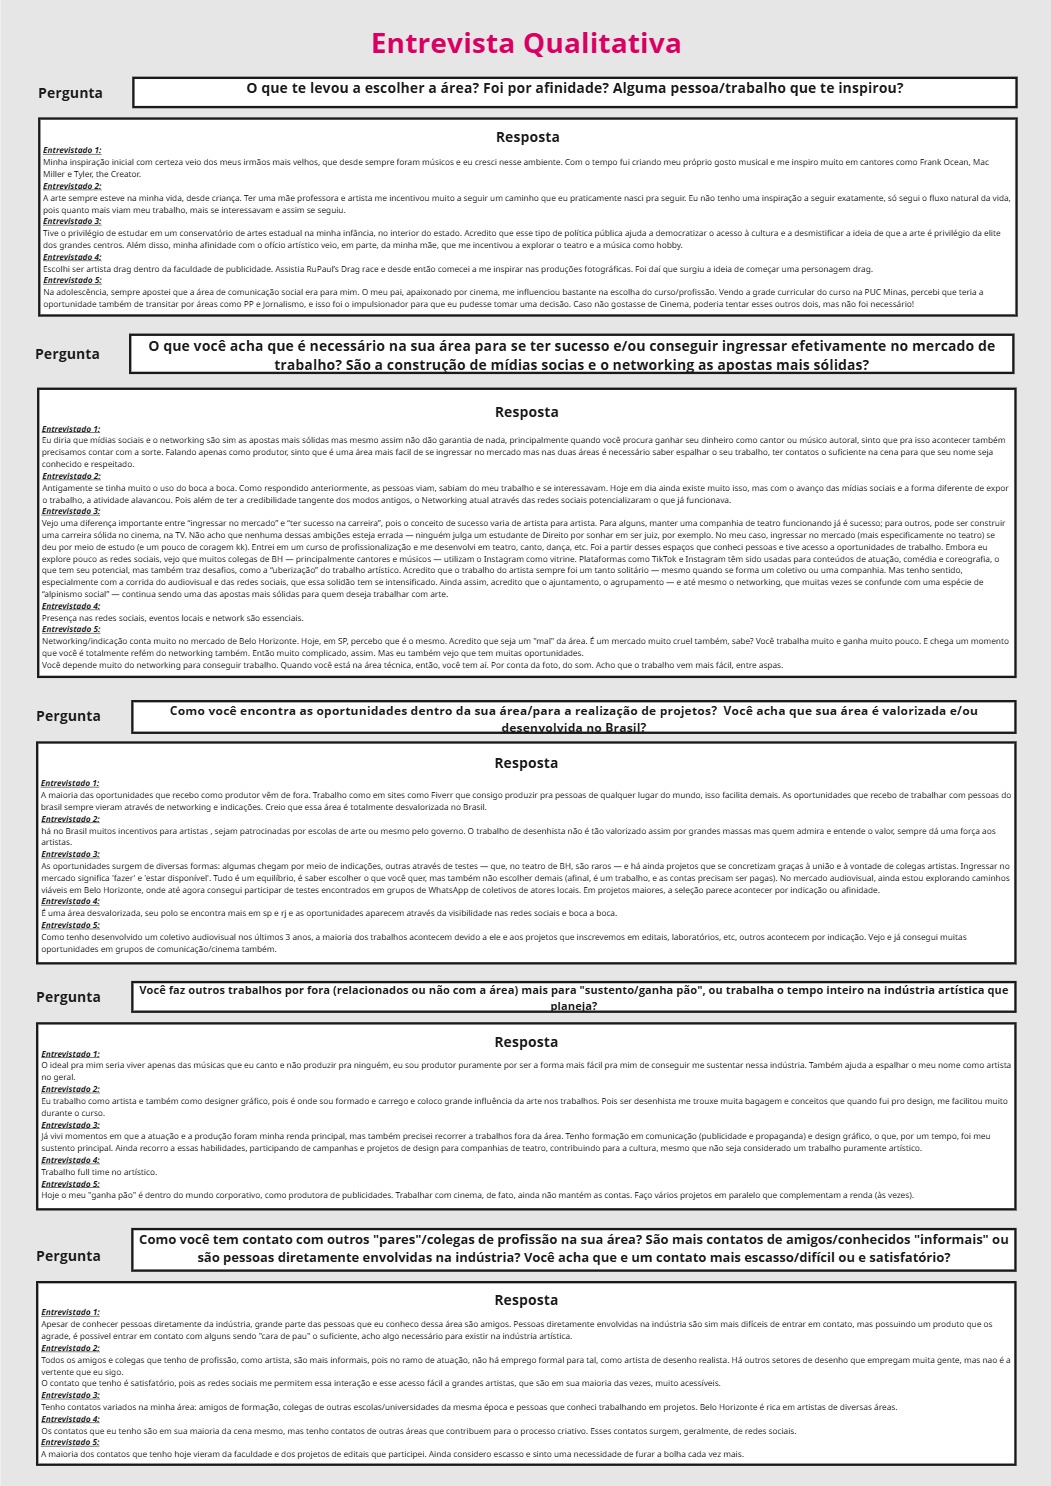 Entrevista Qualitativa
Pergunta
O que te levou a escolher a área? Foi por afinidade? Alguma pessoa/trabalho que te inspirou?
Resposta
Entrevistado 1:
Minha inspiração inicial com certeza veio dos meus irmãos mais velhos, que desde sempre foram músicos e eu cresci nesse ambiente. Com o tempo fui criando meu próprio gosto musical e me inspiro muito em cantores como Frank Ocean, Mac
Miller e Tyler, the Creator.
Entrevistado 2:
A arte sempre esteve na minha vida, desde criança. Ter uma mãe professora e artista me incentivou muito a seguir um caminho que eu praticamente nasci pra seguir. Eu não tenho uma inspiração a seguir exatamente, só segui o fluxo natural da vida,
pois quanto mais viam meu trabalho, mais se interessavam e assim se seguiu.
Entrevistado 3:
Tive o privilégio de estudar em um conservatório de artes estadual na minha infância, no interior do estado. Acredito que esse tipo de política pública ajuda a democratizar o acesso à cultura e a desmistificar a ideia de que a arte é privilégio da elite
dos grandes centros. Além disso, minha afinidade com o ofício artístico veio, em parte, da minha mãe, que me incentivou a explorar o teatro e a música como hobby.
Entrevistado 4:
Escolhi ser artista drag dentro da faculdade de publicidade. Assistia RuPaul's Drag race e desde então comecei a me inspirar nas produções fotográficas. Foi daí que surgiu a ideia de começar uma personagem drag.
Entrevistado 5:
Na adolescência, sempre apostei que a área de comunicação social era para mim. O meu pai, apaixonado por cinema, me influenciou bastante na escolha do curso/profissão. Vendo a grade curricular do curso na PUC Minas, percebi que teria a
oportunidade também de transitar por áreas como PP e Jornalismo, e isso foi o impulsionador para que eu pudesse tomar uma decisão. Caso não gostasse de Cinema, poderia tentar esses outros dois, mas não foi necessário!
Pergunta
O que você acha que é necessário na sua área para se ter sucesso e/ou conseguir ingressar efetivamente no mercado de
trabalho? São a construção de mídias socias e o networking as apostas mais sólidas?
Resposta
Entrevistado 1:
Eu diria que mídias sociais e o networking são sim as apostas mais sólidas mas mesmo assim não dão garantia de nada, principalmente quando você procura ganhar seu dinheiro como cantor ou músico autoral, sinto que pra isso acontecer também
precisamos contar com a sorte. Falando apenas como produtor, sinto que é uma área mais facil de se ingressar no mercado mas nas duas áreas é necessário saber espalhar o seu trabalho, ter contatos o suficiente na cena para que seu nome seja
conhecido e respeitado.
Entrevistado 2:
Antigamente se tinha muito o uso do boca a boca. Como respondido anteriormente, as pessoas viam, sabiam do meu trabalho e se interessavam. Hoje em dia ainda existe muito isso, mas com o avanço das mídias sociais e a forma diferente de expor
o trabalho, a atividade alavancou. Pois além de ter a credibilidade tangente dos modos antigos, o Networking atual através das redes sociais potencializaram o que já funcionava.
Entrevistado 3:
Vejo uma diferença importante entre "ingressar no mercado" e "ter sucesso na carreira", pois o conceito de sucesso varia de artista para artista. Para alguns, manter uma companhia de teatro funcionando já é sucesso; para outros, pode ser construir
uma carreira sólida no cinema, na TV. Não acho que nenhuma dessas ambições esteja errada — ninguém julga um estudante de Direito por sonhar em ser juiz, por exemplo. No meu caso, ingressar no mercado (mais especificamente no teatro) se
deu por meio de estudo (e um pouco de coragem kk). Entrei em um curso de profissionalização e me desenvolvi em teatro, canto, dança, etc. Foi a partir desses espaços que conheci pessoas e tive acesso a oportunidades de trabalho. Embora eu
explore pouco as redes sociais, vejo que muitos colegas de BH — principalmente cantores e músicos — utilizam o Instagram como vitrine. Plataformas como TikTok e Instagram têm sido usadas para conteúdos de atuação, comédia e coreografia, o
que tem seu potencial, mas também traz desafios, como a "uberização" do trabalho artístico. Acredito que o trabalho do artista sempre foi um tanto solitário — mesmo quando se forma um coletivo ou uma companhia. Mas tenho sentido,
especialmente com a corrida do audiovisual e das redes sociais, que essa solidão tem se intensificado. Ainda assim, acredito que o ajuntamento, o agrupamento — e até mesmo o networking, que muitas vezes se confunde com uma espécie de
"alpinismo social" — continua sendo uma das apostas mais sólidas para quem deseja trabalhar com arte.
Entrevistado 4:
Presença nas redes sociais, eventos locais e network são essenciais.
Entrevistado 5:
Networking/indicação conta muito no mercado de Belo Horizonte. Hoje, em SP, percebo que é o mesmo. Acredito que seja um "mal" da área. É um mercado muito cruel também, sabe? Você trabalha muito e ganha muito pouco. E chega um momento
que você é totalmente refém do networking também. Então muito complicado, assim. Mas eu também vejo que tem muitas oportunidades.
Você depende muito do networking para conseguir trabalho. Quando você está na área técnica, então, você tem aí. Por conta da foto, do som. Acho que o trabalho vem mais fácil, entre aspas.
Pergunta
Como você encontra as oportunidades dentro da sua área/para a realização de projetos? Você acha que sua área é valorizada e/ou
desenvolvida no Brasil?
Resposta
Entrevistado 1:
A maioria das oportunidades que recebo como produtor vêm de fora. Trabalho como em sites como Fiverr que consigo produzir pra pessoas de qualquer lugar do mundo, isso facilita demais. As oportunidades que recebo de trabalhar com pessoas do
brasil sempre vieram através de networking e indicações. Creio que essa área é totalmente desvalorizada no Brasil.
Entrevistado 2:
há no Brasil muitos incentivos para artistas , sejam patrocinadas por escolas de arte ou mesmo pelo governo. O trabalho de desenhista não é tão valorizado assim por grandes massas mas quem admira e entende o valor, sempre dá uma força aos
artistas.
Entrevistado 3:
As oportunidades surgem de diversas formas: algumas chegam por meio de indicações, outras através de testes — que, no teatro de BH, são raros — e há ainda projetos que se concretizam graças à união e à vontade de colegas artistas. Ingressar no
mercado significa 'fazer' e 'estar disponível'. Tudo é um equilíbrio, é saber escolher o que você quer, mas também não escolher demais (afinal, é um trabalho, e as contas precisam ser pagas). No mercado audiovisual, ainda estou explorando caminhos
viáveis em Belo Horizonte, onde até agora consegui participar de testes encontrados em grupos de WhatsApp de coletivos de atores locais. Em projetos maiores, a seleção parece acontecer por indicação ou afinidade.
Entrevistado 4:
É uma área desvalorizada, seu polo se encontra mais em sp e rj e as oportunidades aparecem através da visibilidade nas redes sociais e boca a boca.
Entrevistado 5:
Como tenho desenvolvido um coletivo audiovisual nos últimos 3 anos, a maioria dos trabalhos acontecem devido a ele e aos projetos que inscrevemos em editais, laboratórios, etc, outros acontecem por indicação. Vejo e já consegui muitas
oportunidades em grupos de comunicação/cinema também.
Pergunta
Você faz outros trabalhos por fora (relacionados ou não com a área) mais para "sustento/ganha pão", ou trabalha o tempo inteiro na indústria artística que
planeja?
Resposta
Entrevistado 1:
O ideal pra mim seria viver apenas das músicas que eu canto e não produzir pra ninguém, eu sou produtor puramente por ser a forma mais fácil pra mim de conseguir me sustentar nessa indústria. Também ajuda a espalhar o meu nome como artista
no geral.
Entrevistado 2:
Eu trabalho como artista e também como designer gráfico, pois é onde sou formado e carrego e coloco grande influência da arte nos trabalhos. Pois ser desenhista me trouxe muita bagagem e conceitos que quando fui pro design, me facilitou muito
durante o curso.
Entrevistado 3:
Já vivi momentos em que a atuação e a produção foram minha renda principal, mas também precisei recorrer a trabalhos fora da área. Tenho formação em comunicação (publicidade e propaganda) e design gráfico, o que, por um tempo, foi meu
sustento principal. Ainda recorro a essas habilidades, participando de campanhas e projetos de design para companhias de teatro, contribuindo para a cultura, mesmo que não seja considerado um trabalho puramente artístico.
Entrevistado 4:
Trabalho full time no artístico.
Entrevistado 5:
Hoje o meu "ganha pão" é dentro do mundo corporativo, como produtora de publicidades. Trabalhar com cinema, de fato, ainda não mantém as contas. Faço vários projetos em paralelo que complementam a renda (às vezes).
Pergunta
Como você tem contato com outros "pares"/colegas de profissão na sua área? São mais contatos de amigos/conhecidos "informais" ou
são pessoas diretamente envolvidas na indústria? Você acha que e um contato mais escasso/difícil ou e satisfatório?
Resposta
Entrevistado 1:
Apesar de conhecer pessoas diretamente da indústria, grande parte das pessoas que eu conheco dessa área são amigos. Pessoas diretamente envolvidas na indústria são sim mais difíceis de entrar em contato, mas possuindo um produto que os
agrade, é possivel entrar em contato com alguns sendo "cara de pau" o suficiente, acho algo necessário para existir na indústria artística.
Entrevistado 2:
Todos os amigos e colegas que tenho de profissão, como artista, são mais informais, pois no ramo de atuação, não há emprego formal para tal, como artista de desenho realista. Há outros setores de desenho que empregam muita gente, mas nao é a
vertente que eu sigo.
O contato que tenho é satisfatório, pois as redes sociais me permitem essa interação e esse acesso fácil a grandes artistas, que são em sua maioria das vezes, muito acessíveis.
Entrevistado 3:
Tenho contatos variados na minha área: amigos de formação, colegas de outras escolas/universidades da mesma época e pessoas que conheci trabalhando em projetos. Belo Horizonte é rica em artistas de diversas áreas.
Entrevistado 4:
Os contatos que eu tenho são em sua maioria da cena mesmo, mas tenho contatos de outras áreas que contribuem para o processo criativo. Esses contatos surgem, geralmente, de redes sociais.
Entrevistado 5:
A maioria dos contatos que tenho hoje vieram da faculdade e dos projetos de editais que participei. Ainda considero escasso e sinto uma necessidade de furar a bolha cada vez mais.